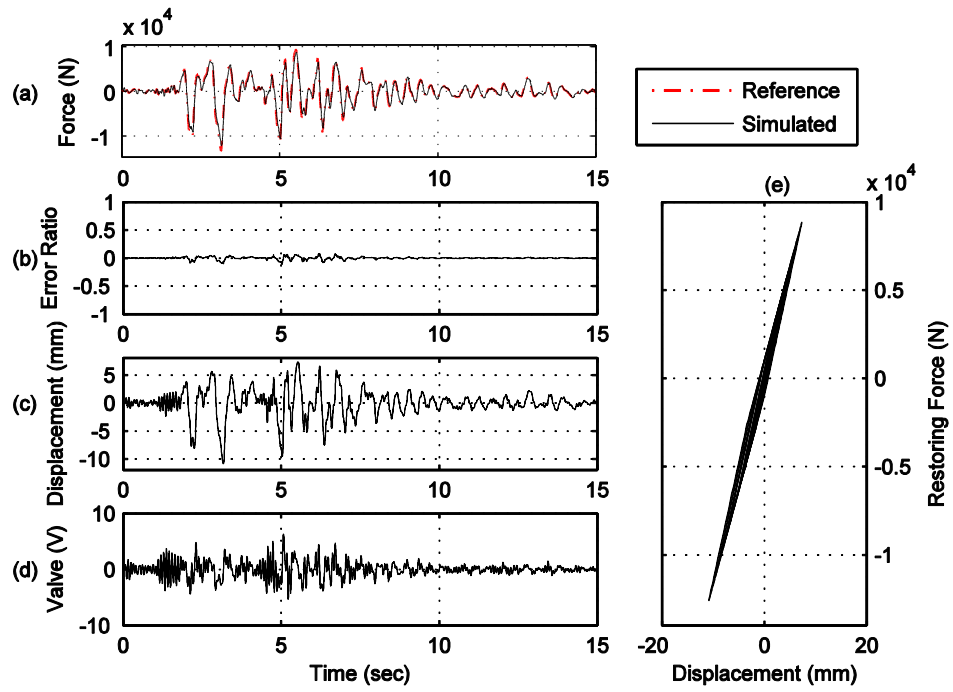 x 10^4
1
0
-1
(a)
Force (N)
0
5
10
15
Reference
Simulated
1
0.5
0
-0.5
-1
(b)
Error Ratio
0
5
10
15
5
0
-5
-10
(c)
Displacement (mm)
0
5
10
15
10
0
-10
(d)
Valve (V)
0
5
10
15
Time (sec)
(e)
x 10^4
1
0.5
0
-0.5
-1
Restoring Force (N)
-20
0
20
Displacement (mm)